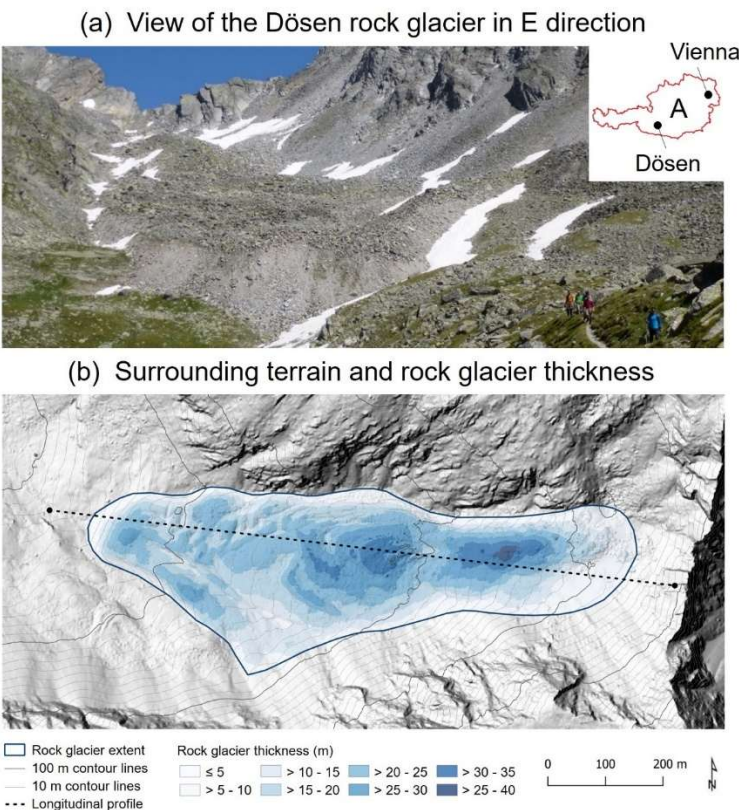 (a) View of the Dösen rock glacier in E direction
Vienna
A
Dösen
(b) Surrounding terrain and rock glacier thickness
Rock glacier extent
100 m contour lines
10 m contour lines
Longitudinal profile
Rock glacier thickness (m)
≤ 5
> 10 - 15
> 20 - 25
> 30 - 35
> 5 - 10
> 15 - 20
> 25 - 30
> 25 - 40
0 100 200 m
N